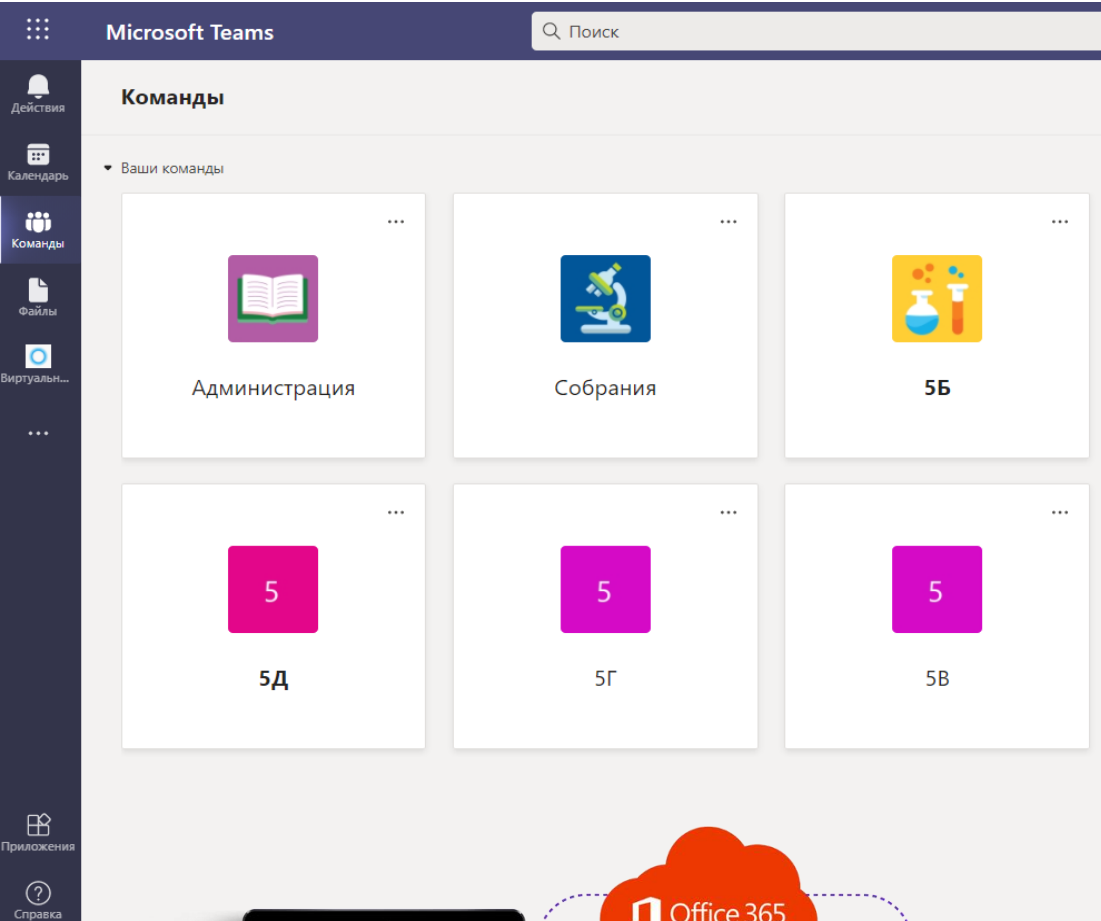 Microsoft Teams
Поиск
Действия
Календарь
Команды
Файлы
Виртуальн...
Приложения
Справка
Команды
Ваши команды
Администрация
Собрания
5Б
5
5
5
5Д
5Г
5В
Office 365